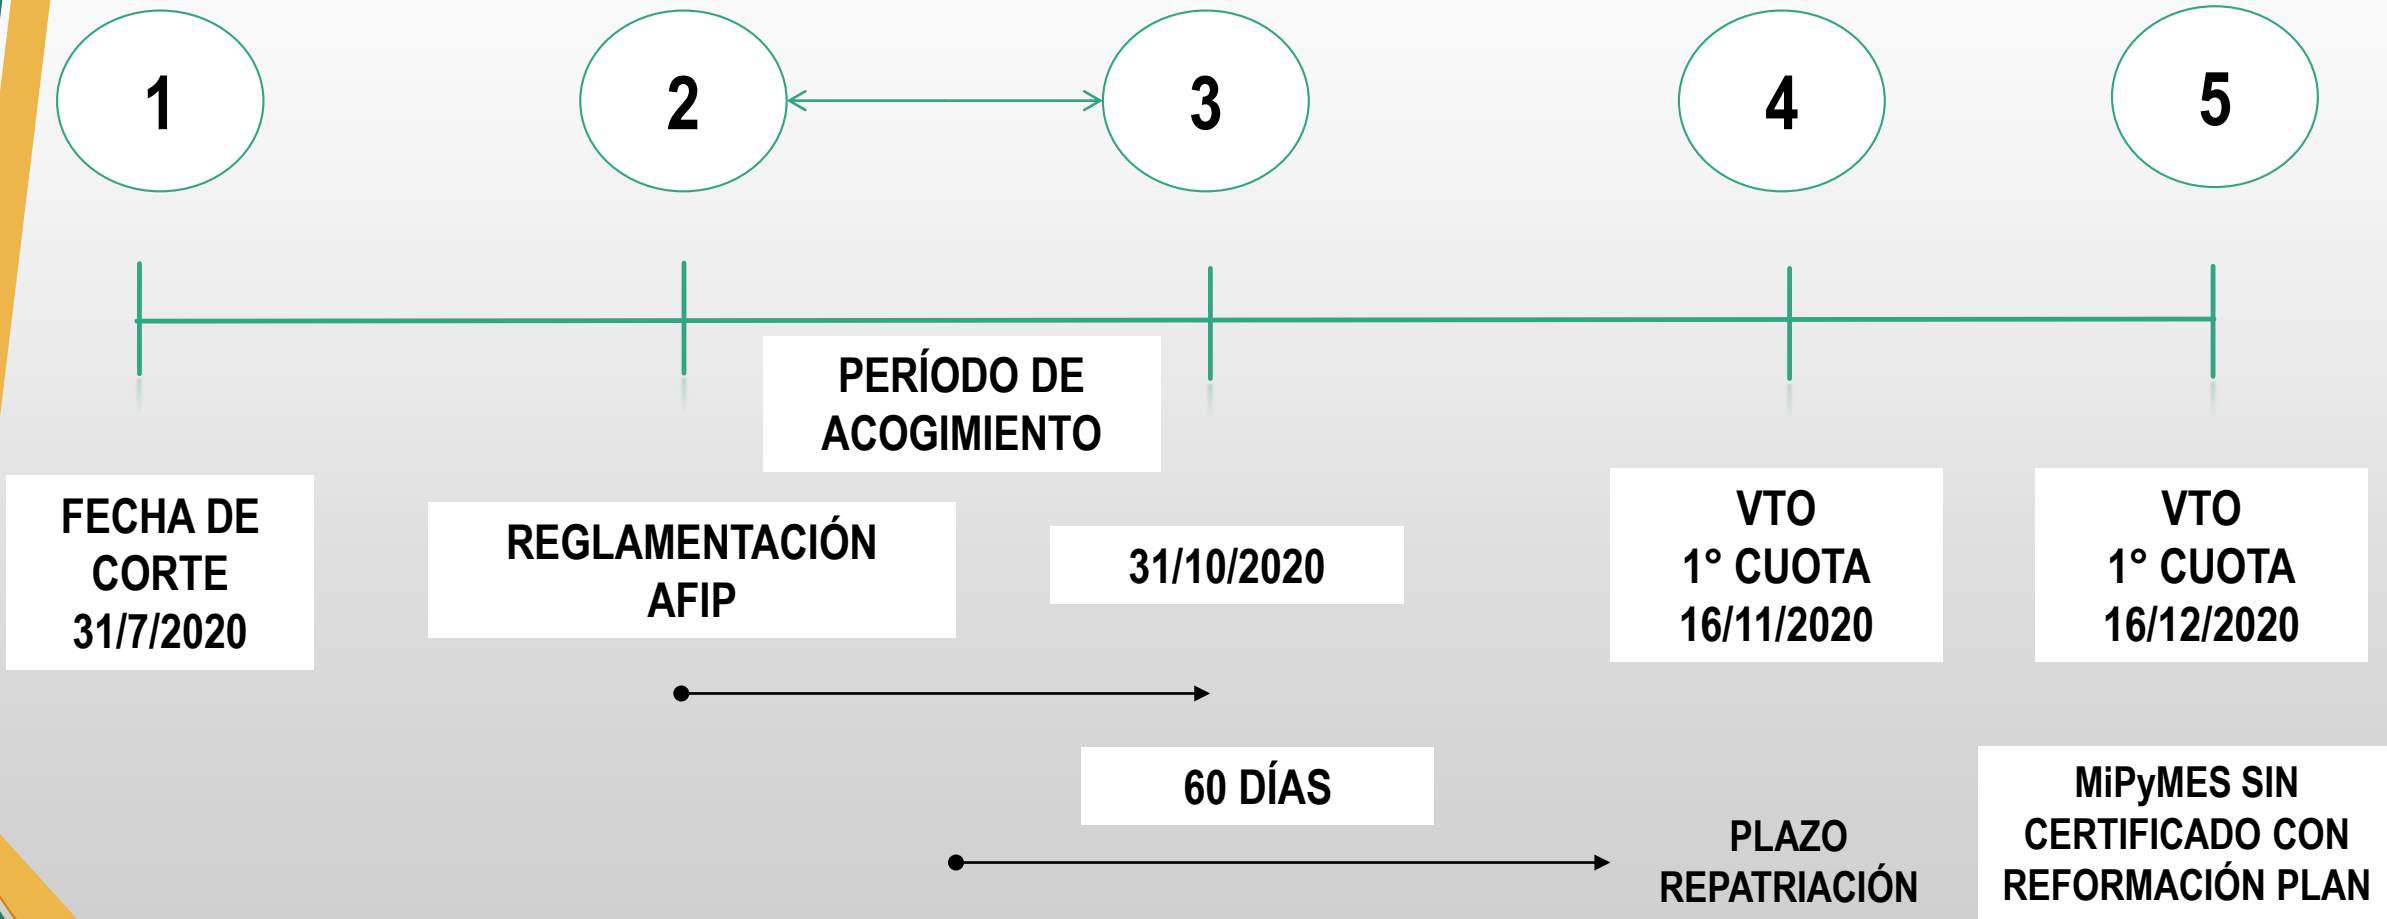 1
2
3
4
5
PERÍODO DE
ACOGIMIENTO
FECHA DE
CORTE
31/7/2020
REGLAMENTACIÓN
AFIP
31/10/2020
VTO
1° CUOTA
16/11/2020
VTO
1° CUOTA
16/12/2020
60 DÍAS
PLAZO
REPATRIACIÓN
MiPyMES SIN
CERTIFICADO CON
REFORMACIÓN PLAN